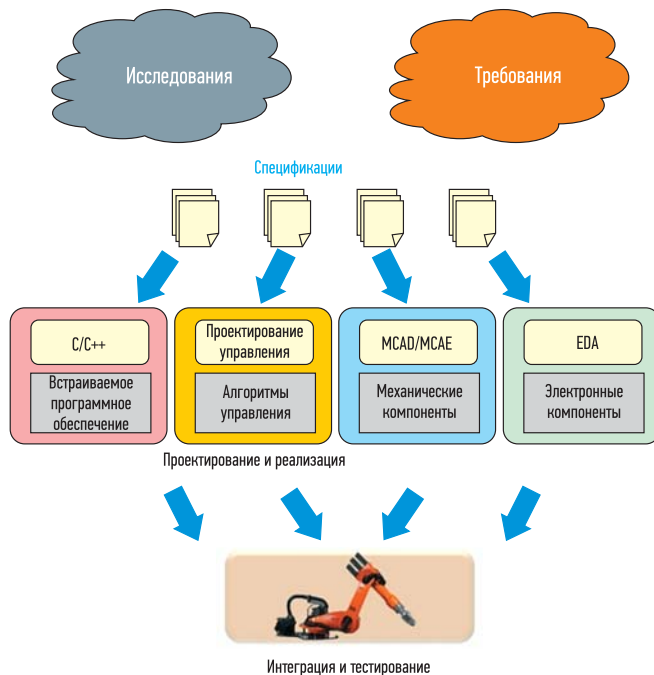 Исследования
Требования
Спецификации
C/C++
Проектирование
управления
MCAD/MCAE
EDA
Встраиваемое
программное
обеспечение
Алгоритмы
управления
Механические
компоненты
Электронные
компоненты
Проектирование и реализация
Интеграция и тестирование